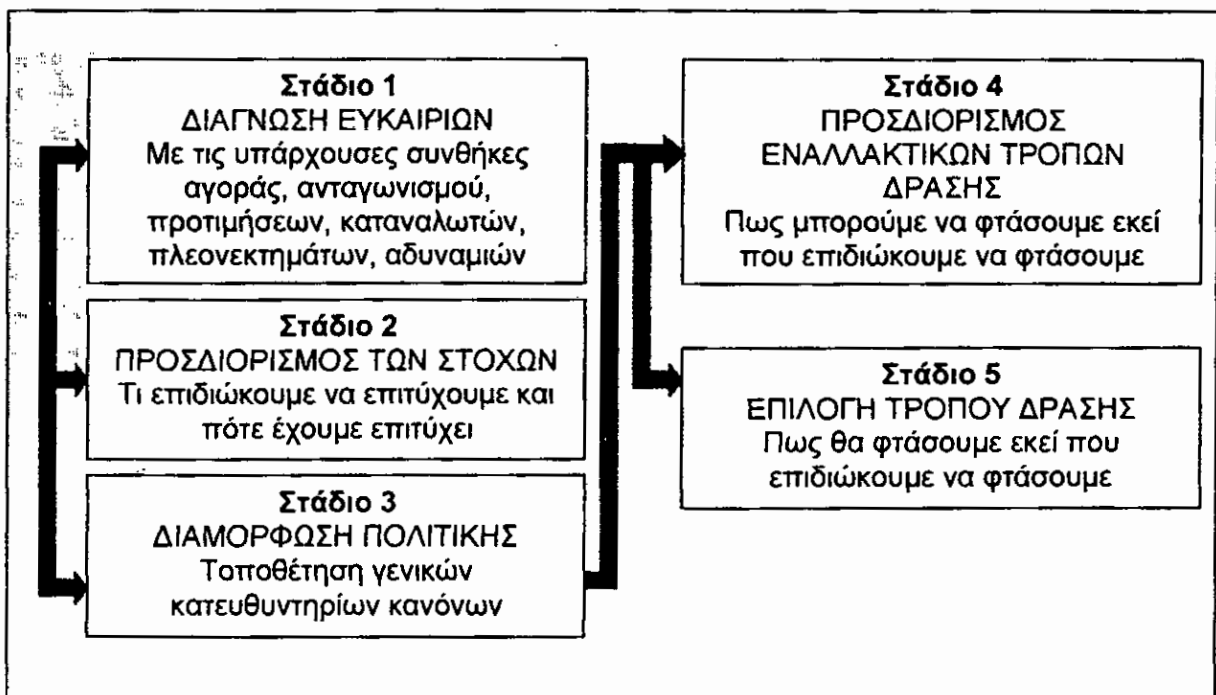 Στάδιο 1
ΔΙΑΓΝΩΣΗ ΕΥΚΑΙΡΙΩΝ
Με τις υπάρχουσες συνθήκες
αγοράς, ανταγωνισμού,
προτιμήσεων, καταναλωτών,
πλεονεκτημάτων, αδυναμιών
Στάδιο 2
ΠΡΟΣΔΙΟΡΙΣΜΟΣ ΤΩΝ ΣΤΟΧΩΝ
Τι επιδιώκουμε να επιτύχουμε και
πότε έχουμε επιτύχει
Στάδιο 3
ΔΙΑΜΟΡΦΩΣΗ ΠΟΛΙΤΙΚΗΣ
Τοποθέτηση γενικών
κατευθυντηρίων κανόνων
Στάδιο 4
ΠΡΟΣΔΙΟΡΙΣΜΟΣ
ΕΝΑΛΛΑΚΤΙΚΩΝ ΤΡΟΠΩΝ
ΔΡΑΣΗΣ
Πως μπορούμε να φτάσουμε εκεί
που επιδιώκουμε να φτάσουμε
Στάδιο 5
ΕΠΙΛΟΓΗ ΤΡΟΠΟΥ ΔΡΑΣΗΣ
Πως θα φτάσουμε εκεί που
επιδιώκουμε να φτάσουμε